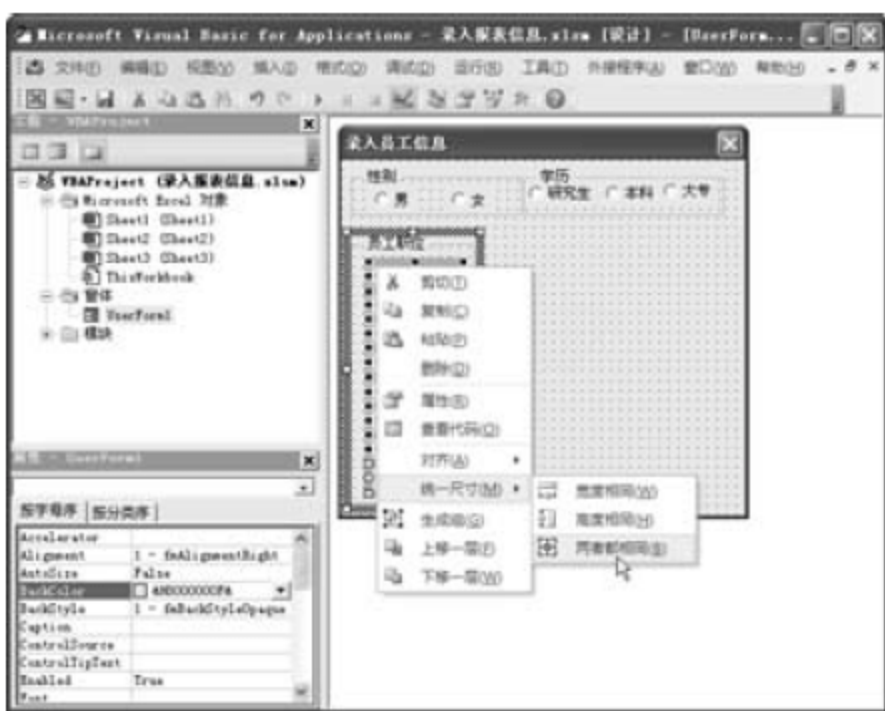 Microsoft Visual Basic for Applications - 录入报表信息.xlsm [设计] - [UserForm...
文件(F) 编辑(E) 视图(V) 插入(I) 格式(O) 调试(D) 运行(R) 工具(T) 外接程序(A) 窗口(W) 帮助(H)
工程 - VBAProject
VBAProject (录入报表信息.xlsm)
Microsoft Excel 对象
Sheet1 (Sheet1)
Sheet2 (Sheet2)
Sheet3 (Sheet3)
ThisWorkbook
窗体
UserForm1
模块
属性 - UserForm1
按字母序 按分类序
Accelerator
Alignment 1 - fmAlignmentRight
AutoSize False
BackColor
BackStyle 1 - fmBackStyleOpaque
Caption
ControlSource
ControlTipText
Enabled True
Font
录入员工信息
性别 学历
男 女 研究生 本科 大专
员工职位
剪切(T)
复制(C)
粘贴(P)
删除(D)
属性(R)
查看代码(O)
对齐(A)
统一尺寸(M)
生成组(G)
上移一层(F)
下移一层(W)
宽度相同(W)
高度相同(H)
两者都相同(B)